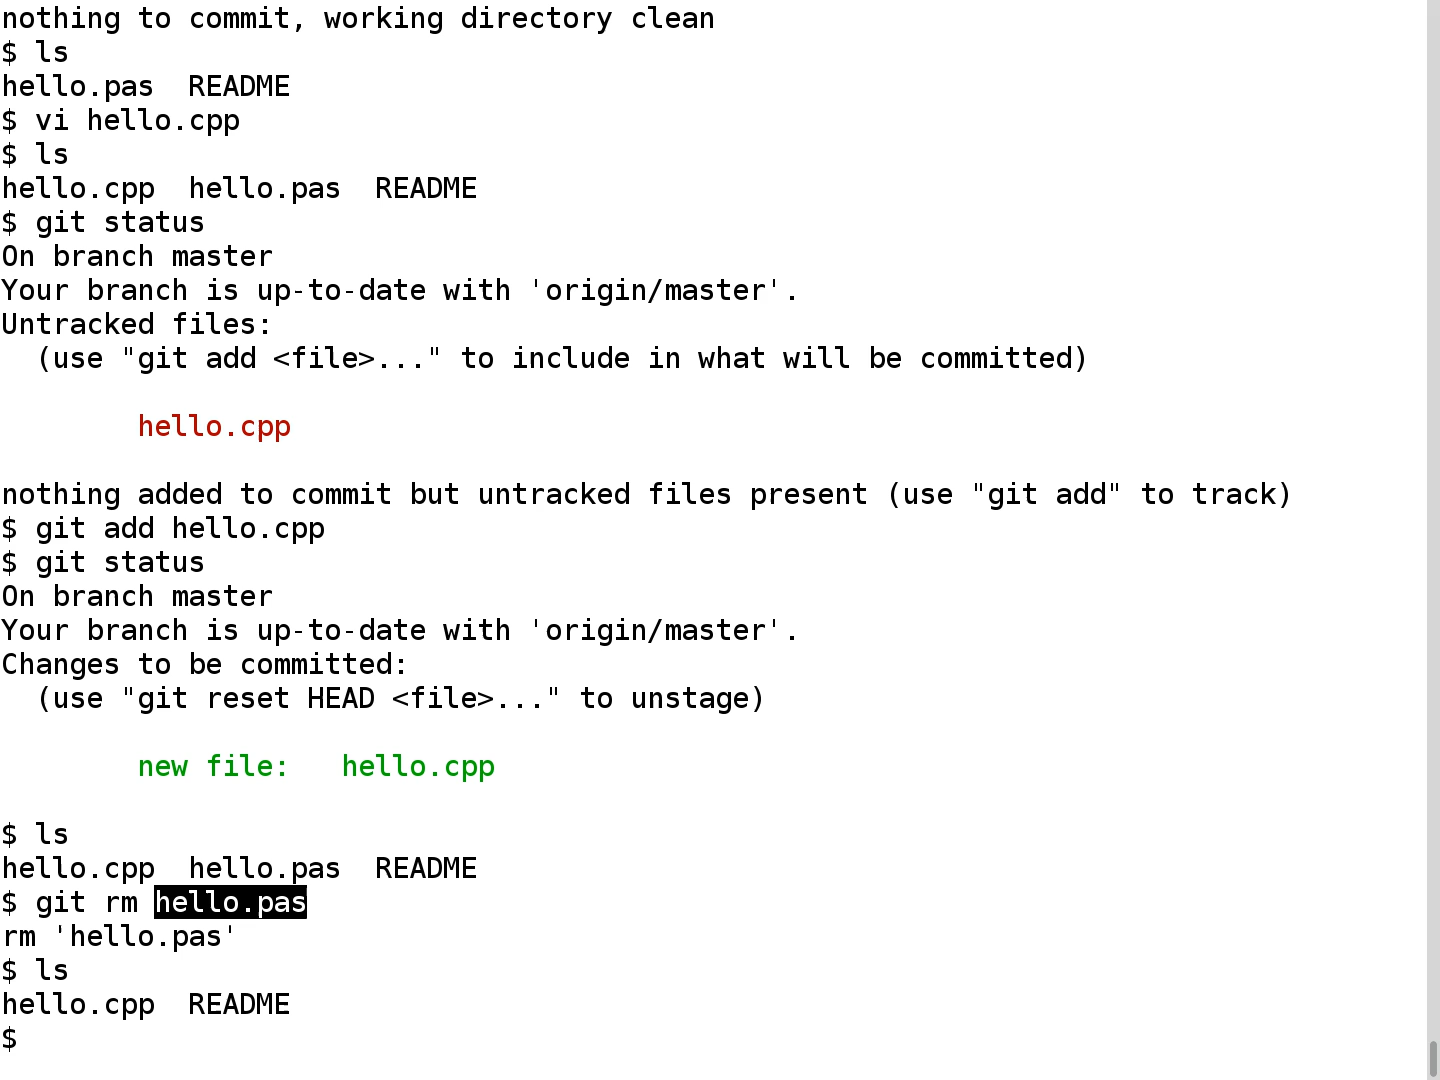 nothing to commit, working directory clean
$ ls
hello.pas  README
$ vi hello.cpp
$ ls
hello.cpp  hello.pas  README
$ git status
On branch master
Your branch is up-to-date with 'origin/master'.
Untracked files:
  (use "git add <file>..." to include in what will be committed)
        hello.cpp
nothing added to commit but untracked files present (use "git add" to track)
$ git add hello.cpp
$ git status
On branch master
Your branch is up-to-date with 'origin/master'.
Changes to be committed:
  (use "git reset HEAD <file>..." to unstage)
        new file:   hello.cpp
$ ls
hello.cpp  hello.pas  README
$ git rm hello.pas
rm 'hello.pas'
$ ls
hello.cpp  README
$